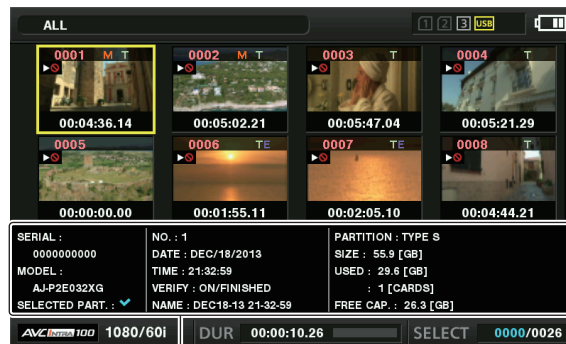 ALL
1 2 3 USB
0001 M T
0002 M T
0003 T
0004 T
00:04:36.14
00:05:02.21
00:05:47.04
00:05:21.29
0005
0006 TE
0007 TE
0008 T
00:00:00.00
00:01:55.11
00:02:05.10
00:04:44.21
SERIAL :
0000000000
MODEL :
AJ-P2E032XG
SELECTED PART. :
NO. : 1
DATE : DEC/18/2013
TIME : 21:32:59
VERIFY : ON/FINISHED
NAME : DEC18-13 21-32-59
PARTITION : TYPE S
SIZE : 55.9 [GB]
USED : 29.6 [GB]
: 1 [CARDS]
FREE CAP. : 26.3 [GB]
AVC INTRA 100 1080/60i DUR 00:00:10.26 SELECT 0000/0026